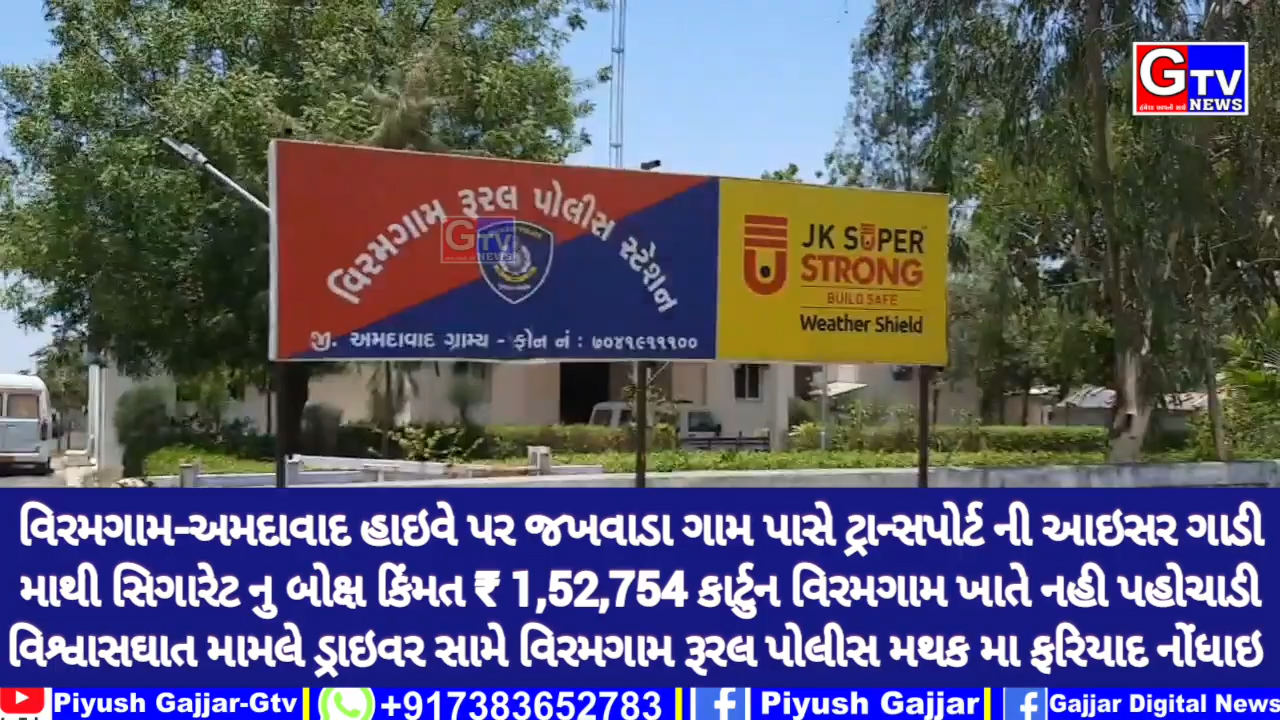 GTV
NEWS
વિરમગામ રૂરલ પોલીસ સ્ટેશન
GTV
NEWS
જી. અમદાવાદ ગ્રામ્ય - ફોન નં : ૭૦૪૧૯૧૧૧૦૦
JK SUPER
STRONG
BUILD SAFE
Weather Shield
વિરમગામ-અમદાવાદ હાઇવે પર જખવાડા ગામ પાસે ટ્રાન્સપોર્ટ ની આઇસર ગાડી
માથી સિગારેટ નુ બોક્ષ કિંમત ₹ 1,52,754 કાર્ટુન વિરમગામ ખાતે નહી પહોચાડી
વિશ્વાસઘાત મામલે ડ્રાઇવર સામે વિરમગામ રૂરલ પોલીસ મથક મા ફરિયાદ નોંધાઇ
Piyush Gajjar-Gtv +917383652783 Piyush Gajjar Gajjar Digital News